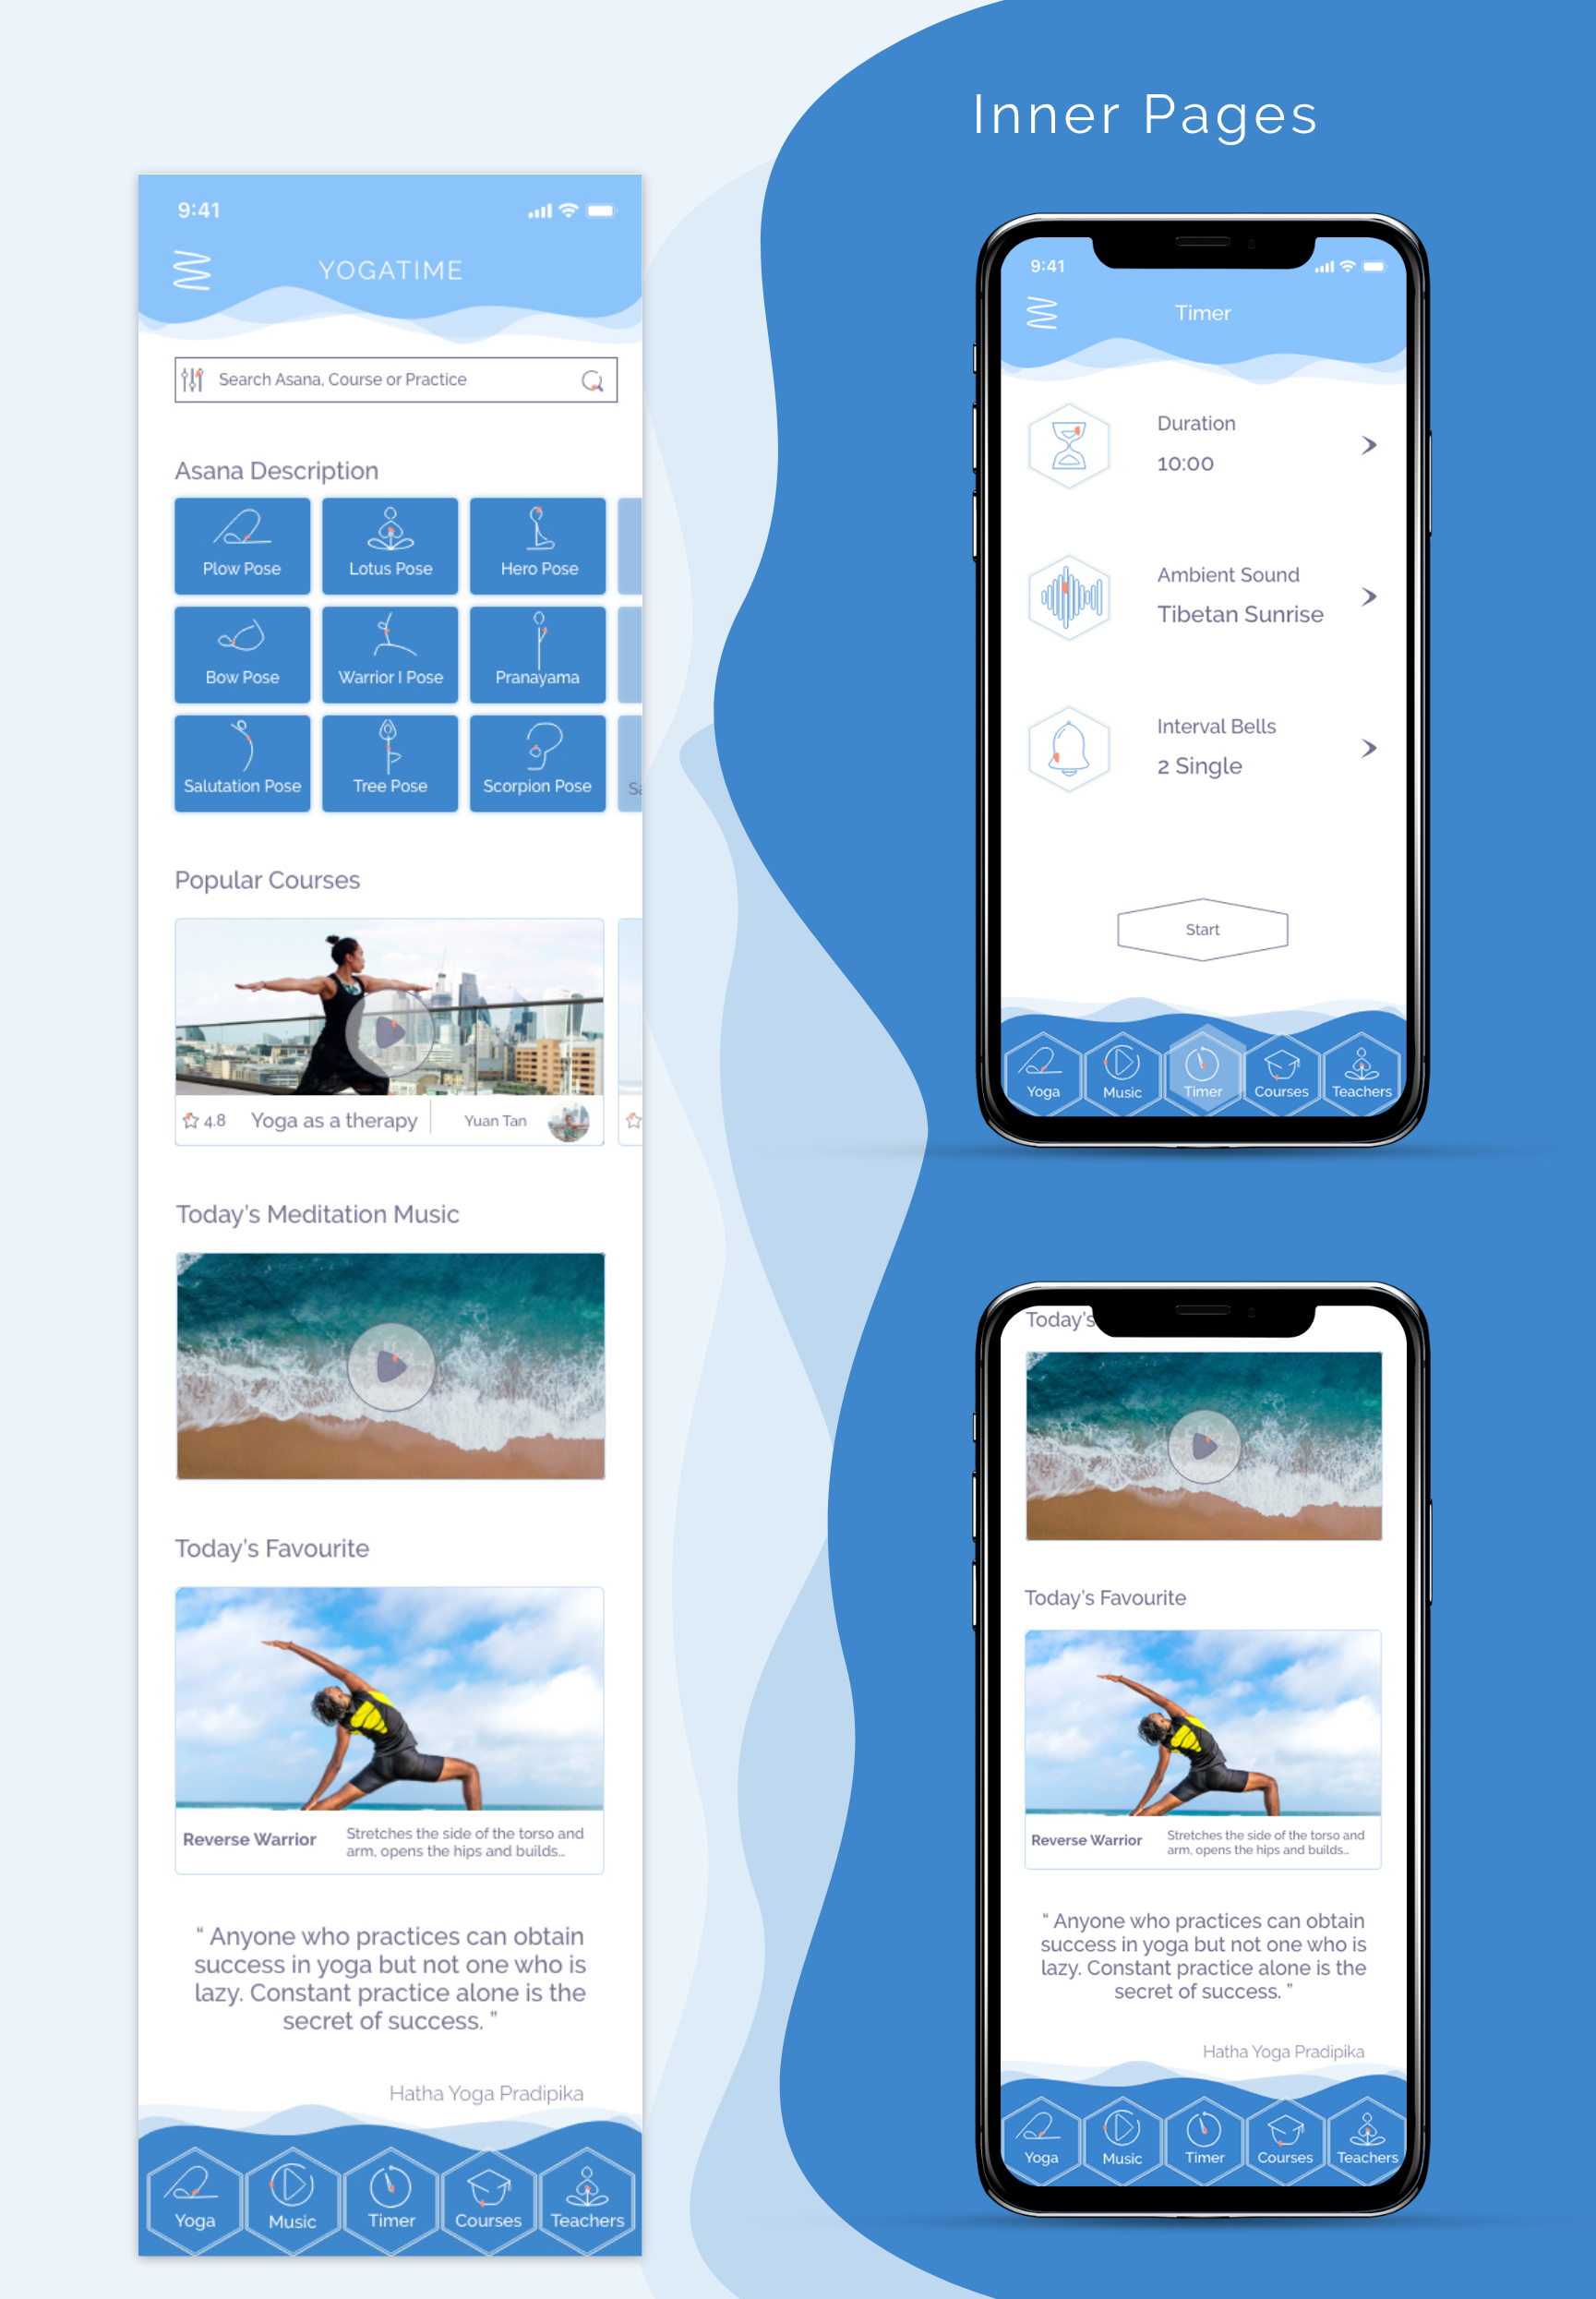 Inner Pages
9:41
YOGATIME
Search Asana, Course or Practice
Asana Description
Plow Pose
Lotus Pose
Hero Pose
Bow Pose
Warrior I Pose
Pranayama
Salutation Pose
Tree Pose
Scorpion Pose
Sa
Popular Courses
4.8
Yoga as a therapy
Yuan Tan
Today's Meditation Music
Today's Favourite
Reverse Warrior
Stretches the side of the torso and
arm, opens the hips and builds...
“ Anyone who practices can obtain
success in yoga but not one who is
lazy. Constant practice alone is the
secret of success. ”
Hatha Yoga Pradipika
Yoga
Music
Timer
Courses
Teachers
9:41
Timer
Duration
10:00
Ambient Sound
Tibetan Sunrise
Interval Bells
2 Single
Start
Yoga
Music
Timer
Courses
Teachers
Today's
Today's Favourite
Reverse Warrior
Stretches the side of the torso and
arm, opens the hips and builds...
“ Anyone who practices can obtain
success in yoga but not one who is
lazy. Constant practice alone is the
secret of success. ”
Hatha Yoga Pradipika
Yoga
Music
Timer
Courses
Teachers